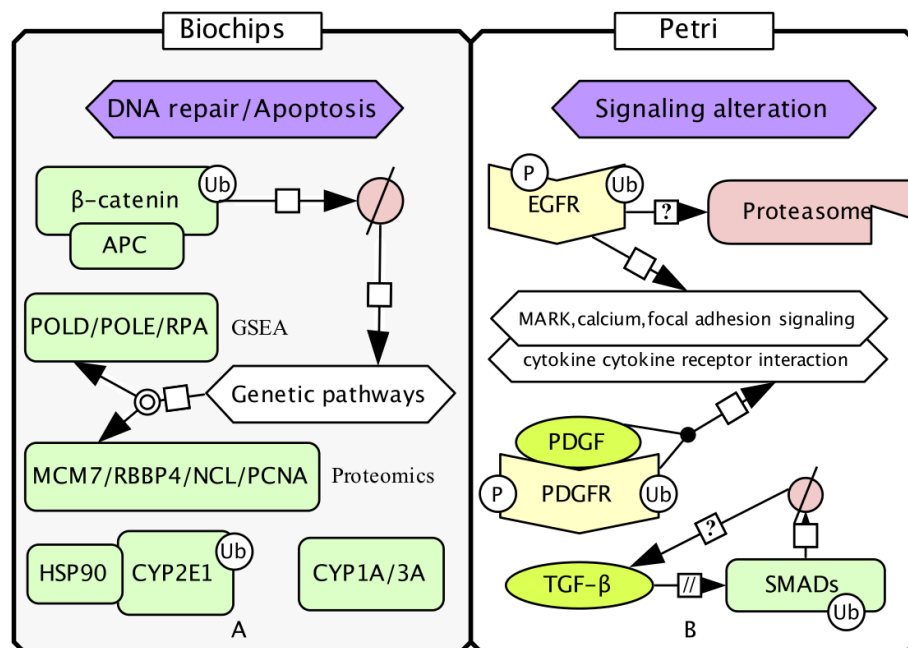 Biochips
DNA repair/Apoptosis
Ub
β-catenin
APC
POLD/POLE/RPA
GSEA
Genetic pathways
MCM7/RBBP4/NCL/PCNA
Proteomics
Ub
HSP90
CYP2E1
CYP1A/3A
A
Petri
Signaling alteration
P
Ub
EGFR
?
Proteasome
MARK,calcium,focal adhesion signaling
cytokine cytokine receptor interaction
PDGF
P
PDGFR
Ub
?
TGF-β
//
SMADs
Ub
B